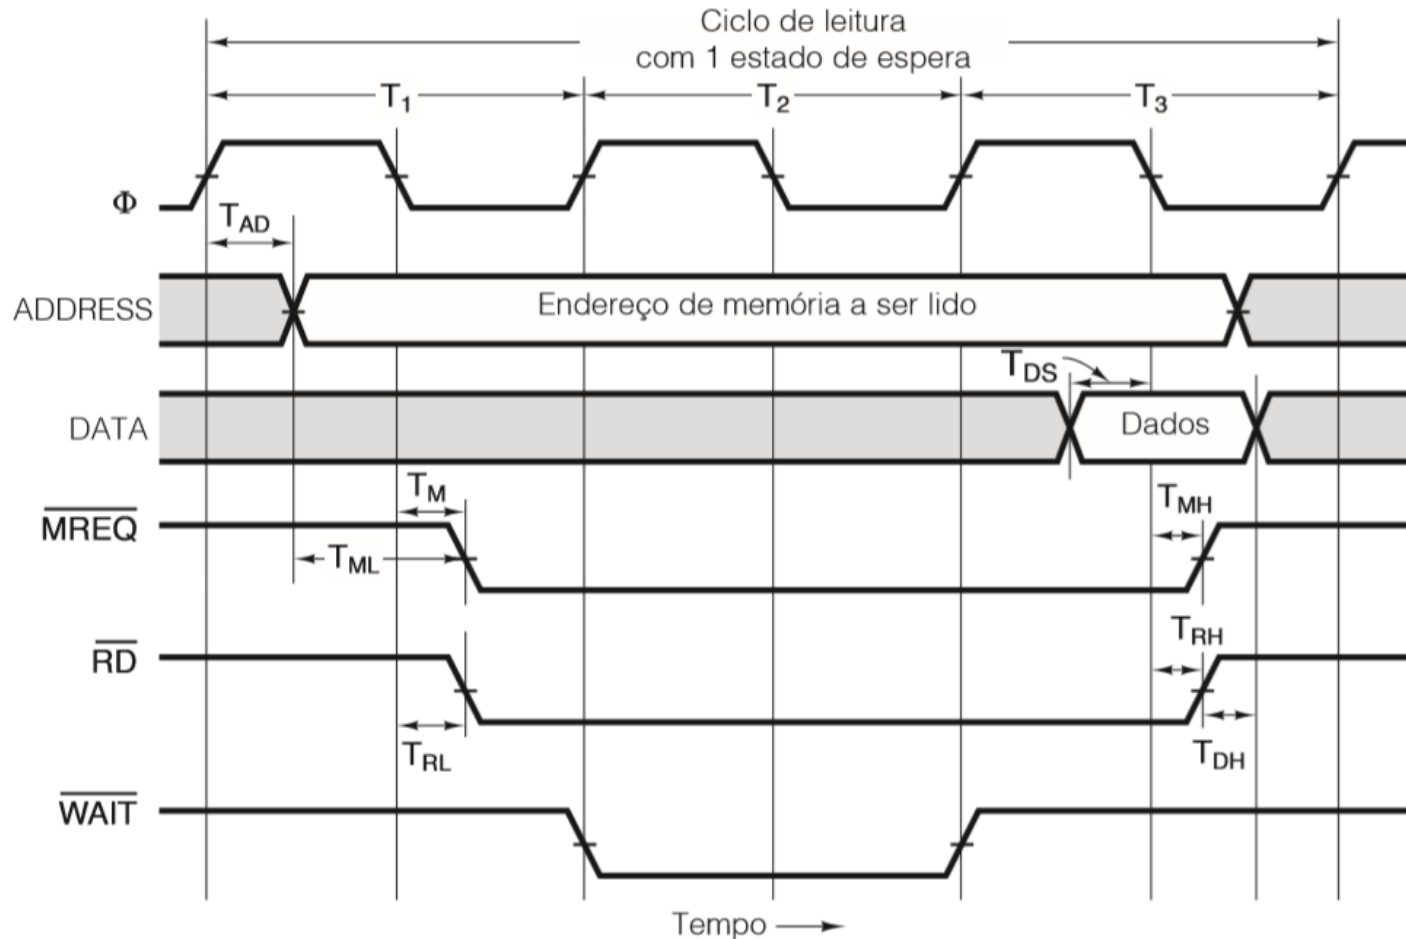 Ciclo de leitura
com 1 estado de espera
T1
T2
T3
Φ
TAD
ADDRESS
Endereço de memória a ser lido
TDS
DATA
Dados
TM
TMH
MREQ
TML
TRH
RD
TRL
TDH
WAIT
Tempo